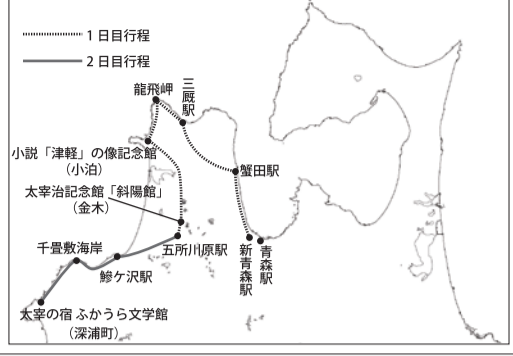 1日目行程
2日目行程
龍飛岬
三厩駅
小説「津軽」の像記念館
（小泊）
蟹田駅
太宰治記念館「斜陽館」
（金木）
千畳敷海岸
五所川原駅
新青森駅
青森駅
鰺ケ沢駅
太宰の宿 ふかうら文学館
（深浦町）